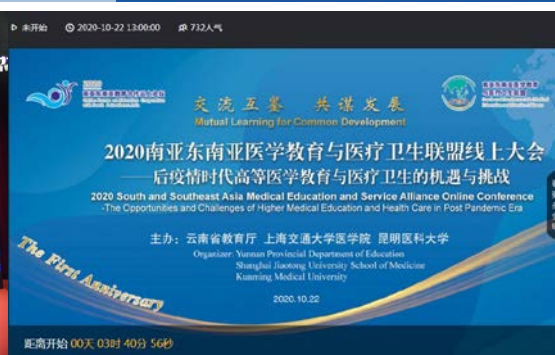 未开始 2020-10-22 13:00:00 732人气
2020
交流互鉴 共谋发展
Mutual Learning for Common Development
2020南亚东南亚医学教育与医疗卫生联盟线上大会
——后疫情时代高等医学教育与医疗卫生的机遇与挑战
2020 South and Southeast Asia Medical Education and Service Alliance Online Conference
-The Opportunities and Challenges of Higher Medical Education and Health Care in Post Pandemic Era
主办：云南省教育厅 上海交通大学医学院 昆明医科大学
Organizer: Yunnan Provincial Department of Education
Shanghai Jiaotong University School of Medicine
Kunming Medical University
The First Anniversary
2020.10.22
距离开始 00天 03时 40分 56秒